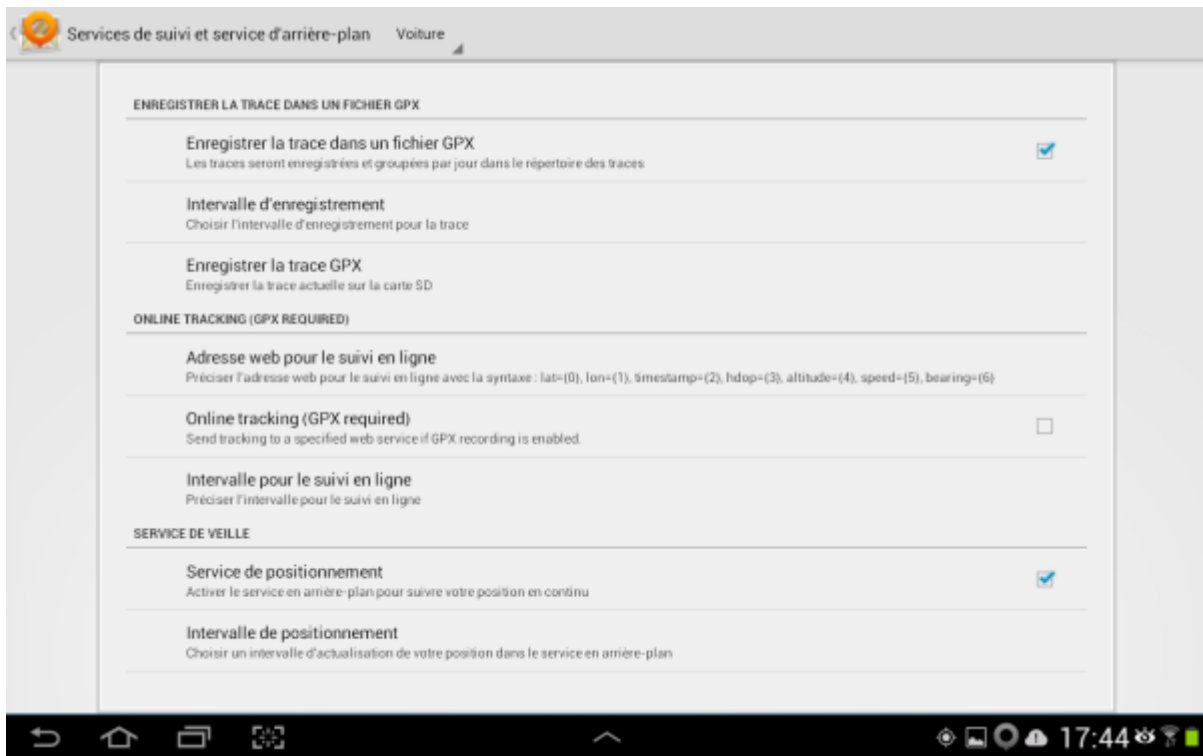 Services de suivi et service d'arrière-plan Voiture
ENREGISTRER LA TRACE DANS UN FICHIER GPX
Enregistrer la trace dans un fichier GPX
Les traces seront enregistrées et groupées par jour dans le répertoire des traces
Intervalle d'enregistrement
Choisir l'intervalle d'enregistrement pour la trace
Enregistrer la trace GPX
Enregistrer la trace actuelle sur la carte SD
ONLINE TRACKING (GPX REQUIRED)
Adresse web pour le suivi en ligne
Préciser l'adresse web pour le suivi en ligne avec la syntaxe : lat={0}, lon={1}, timestamp={2}, hdop={3}, altitude={4}, speed={5}, bearing={6}
Online tracking (GPX required)
Send tracking to a specified web service if GPX recording is enabled.
Intervalle pour le suivi en ligne
Préciser l'intervalle pour le suivi en ligne
SERVICE DE VEILLE
Service de positionnement
Activer le service en arrière-plan pour suivre votre position en continu
Intervalle de positionnement
Choisir un intervalle d'actualisation de votre position dans le service en arrière-plan
17:44